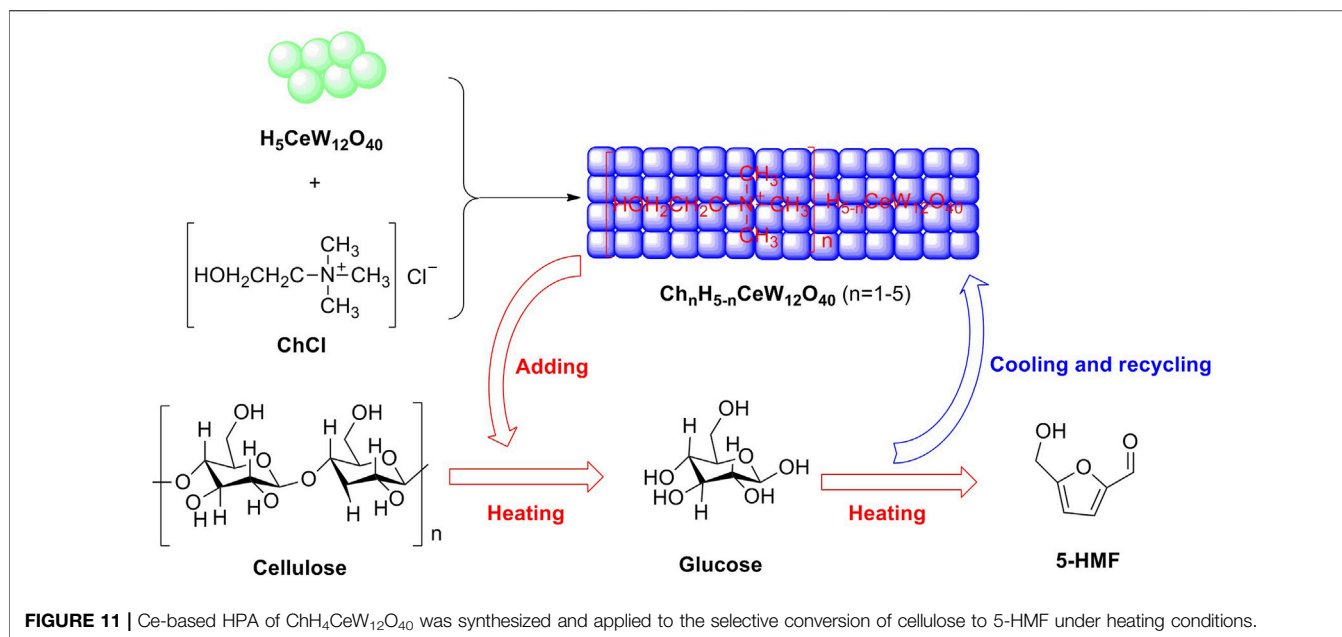 H₅CeW₁₂O₄₀
+
CH₃
HOH₂CH₂C—N⁺—CH₃
CH₃
n
H₅₋ₙCeW₁₂O₄₀
CH₃
HOH₂C—H₂C—N⁺—CH₃ Cl⁻
CH₃
ChCl
ChₙH₅₋ₙCeW₁₂O₄₀ (n=1-5)
Adding
Cooling and recycling
OH
H
O
H
O
H
O
H
H
O
OH
H
O
H
O
H
H
O
n
Cellulose
Heating
OH
H
H
O
HO
HO
OH
OH
H
Glucose
Heating
OH
O
O
5-HMF
FIGURE 11 | Ce-based HPA of ChH₄CeW₁₂O₄₀ was synthesized and applied to the selective conversion of cellulose to 5-HMF under heating conditions.